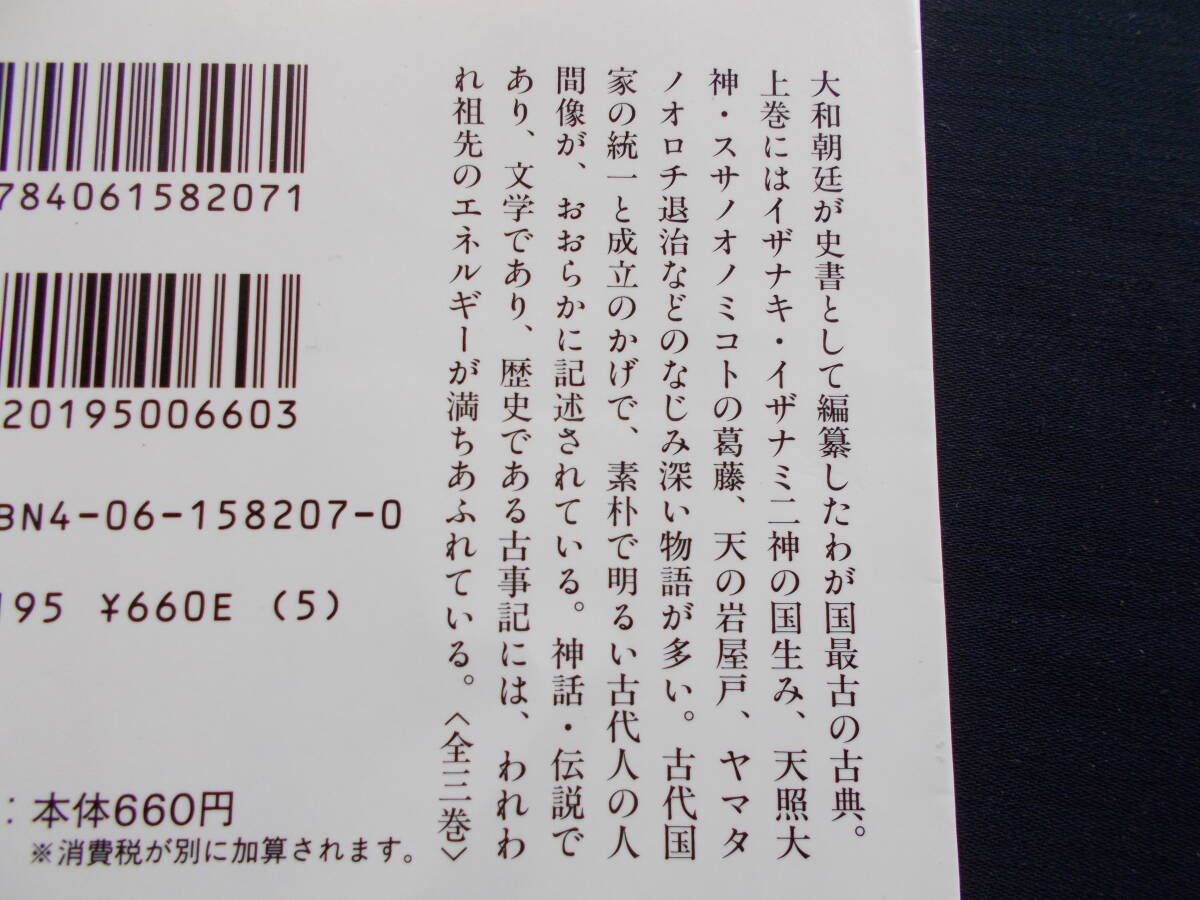 大和朝廷が史書として編纂したわが国最古の古典。
上巻にはイザナキ・イザナミ二神の国生み、天照大
神・スサノオノミコトの葛藤、天の岩屋戸、ヤマタ
ノオロチ退治などのなじみ深い物語が多い。古代国
家の統一と成立のかげで、素朴で明るい古代人の人
間像が、おおらかに記述されている。神話・伝説で
あり、文学であり、歴史である古事記には、われわ
れ祖先のエネルギーが満ちあふれている。〈全三巻〉
784061582071
20195006603
BN4-06-158207-0
195 ¥660E (5)
: 本体660円
※消費税が別に加算されます。